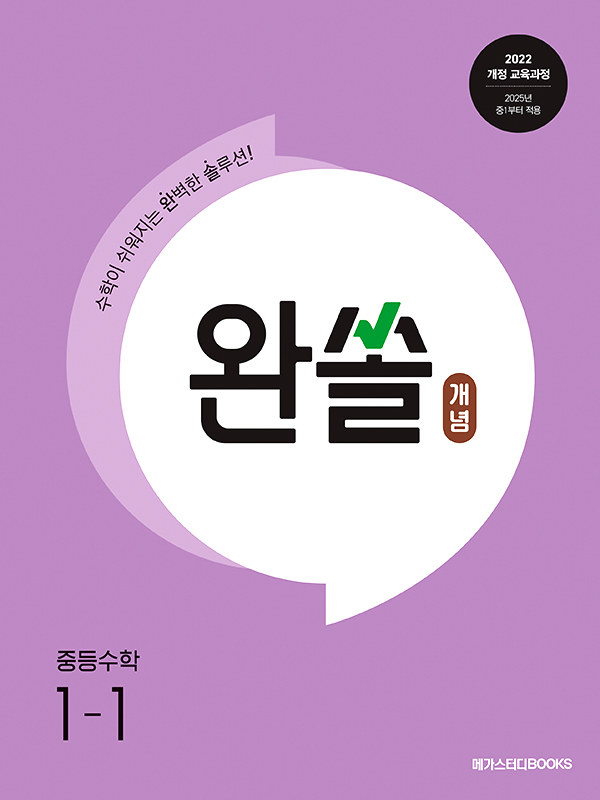 2022
개정 교육과정
2025년
중1부터 적용
수학이 쉬워지는 완벽한 솔루션!
완쏠
개념
중등수학
1-1
메가스터디BOOKS